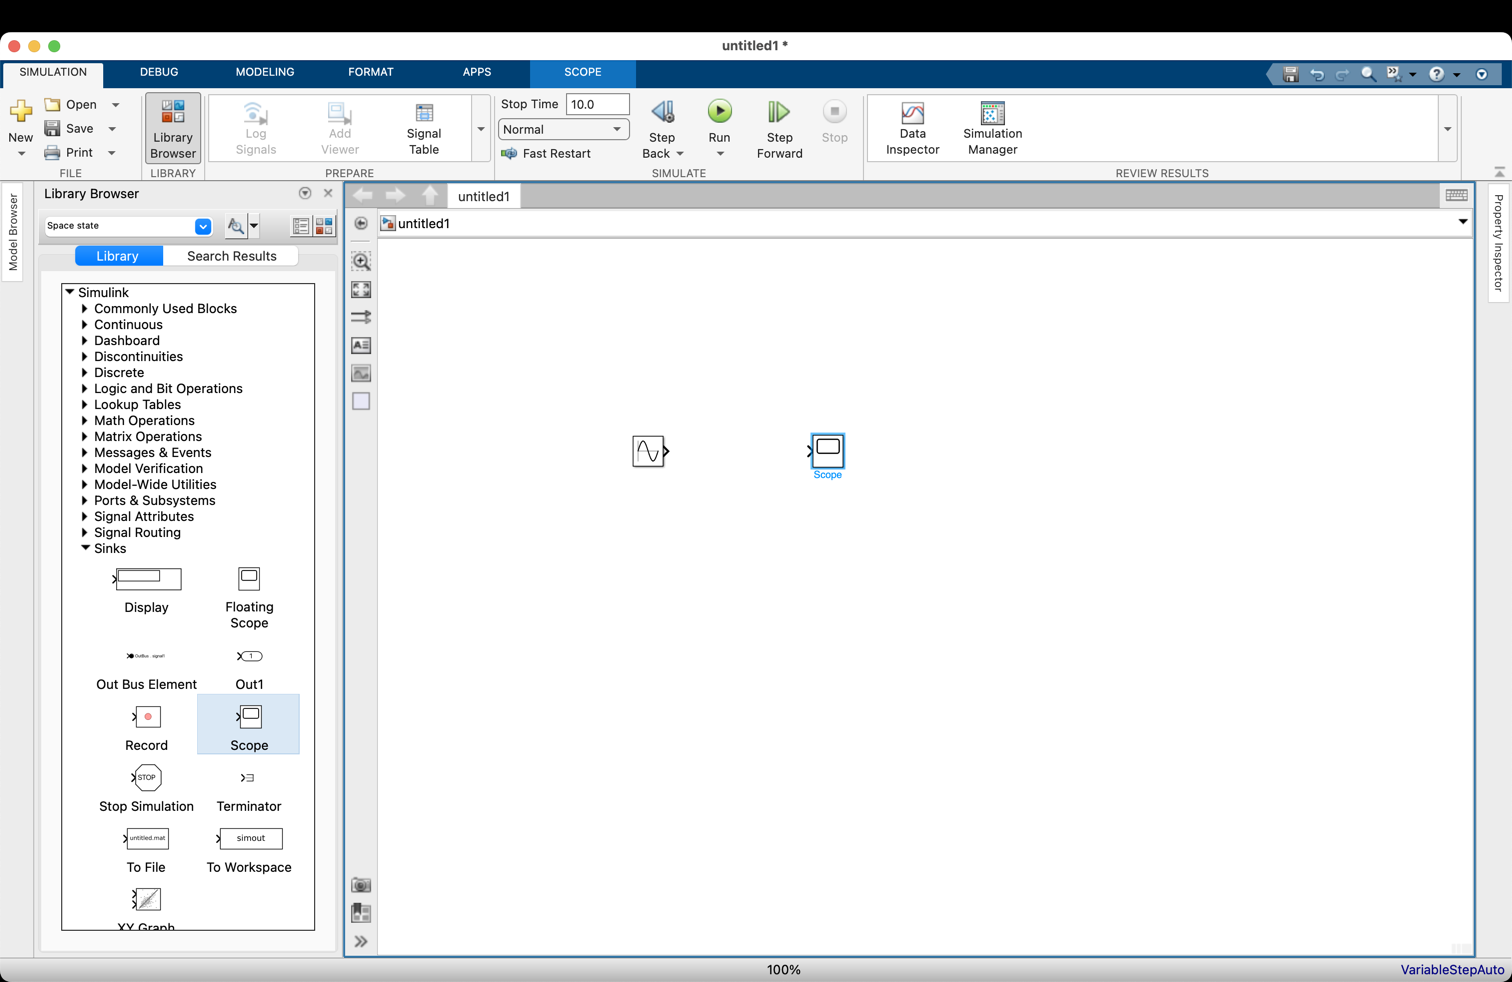 untitled1 *
SIMULATION DEBUG MODELING FORMAT APPS SCOPE
New
Open
Save
Print
FILE
Library Browser
LIBRARY
Log Signals
Add Viewer
Signal Table
PREPARE
Stop Time 10.0
Normal
Fast Restart
Step Back
Run
Step Forward
Stop
SIMULATE
Data Inspector
Simulation Manager
REVIEW RESULTS
Model Browser
Library Browser
Space state
Library Search Results
Simulink
Commonly Used Blocks
Continuous
Dashboard
Discontinuities
Discrete
Logic and Bit Operations
Lookup Tables
Math Operations
Matrix Operations
Messages & Events
Model Verification
Model-Wide Utilities
Ports & Subsystems
Signal Attributes
Signal Routing
Sinks
Display
Floating Scope
OutBus . signal1
Out Bus Element
1
Out1
Record
Scope
STOP
Stop Simulation
Terminator
untitled.mat
To File
simout
To Workspace
XY Graph
untitled1
untitled1
Scope
Property Inspector
100%
VariableStepAuto